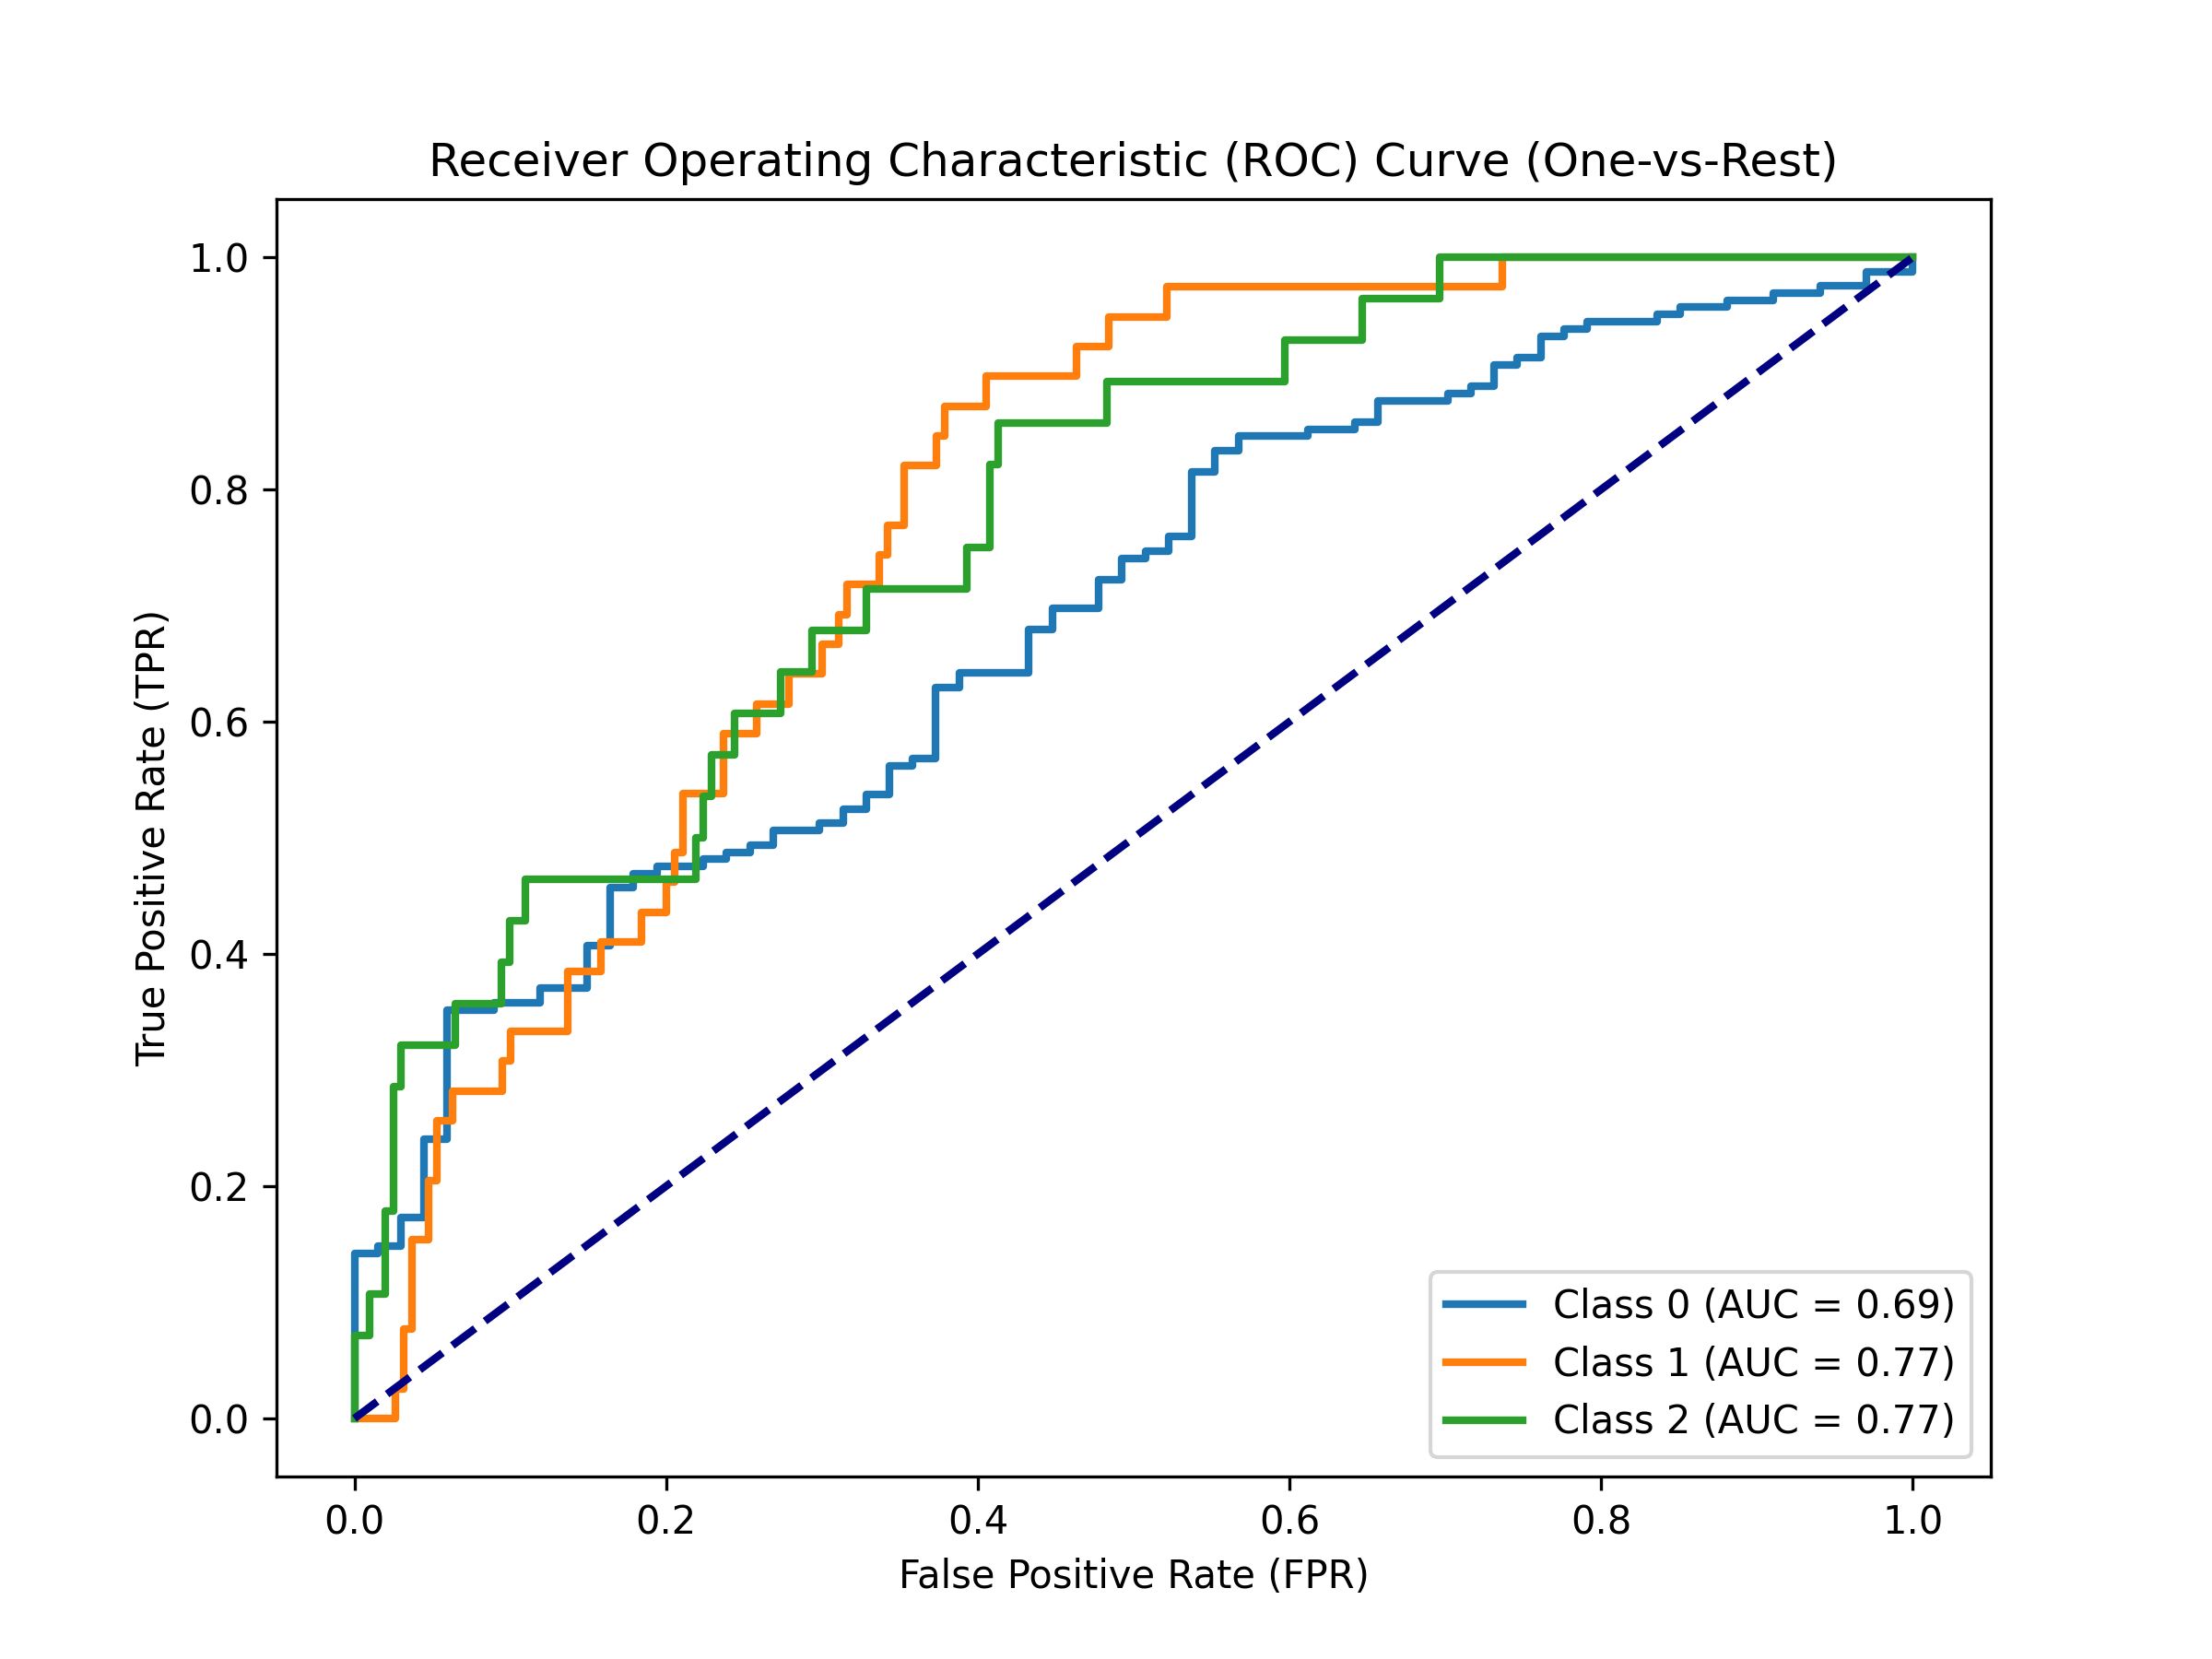 Receiver Operating Characteristic (ROC) Curve (One-vs-Rest)
1.0
0.8
0.6
0.4
0.2
0.0
True Positive Rate (TPR)
Class 0 (AUC = 0.69)
Class 1 (AUC = 0.77)
Class 2 (AUC = 0.77)
0.0 0.2 0.4 0.6 0.8 1.0
False Positive Rate (FPR)